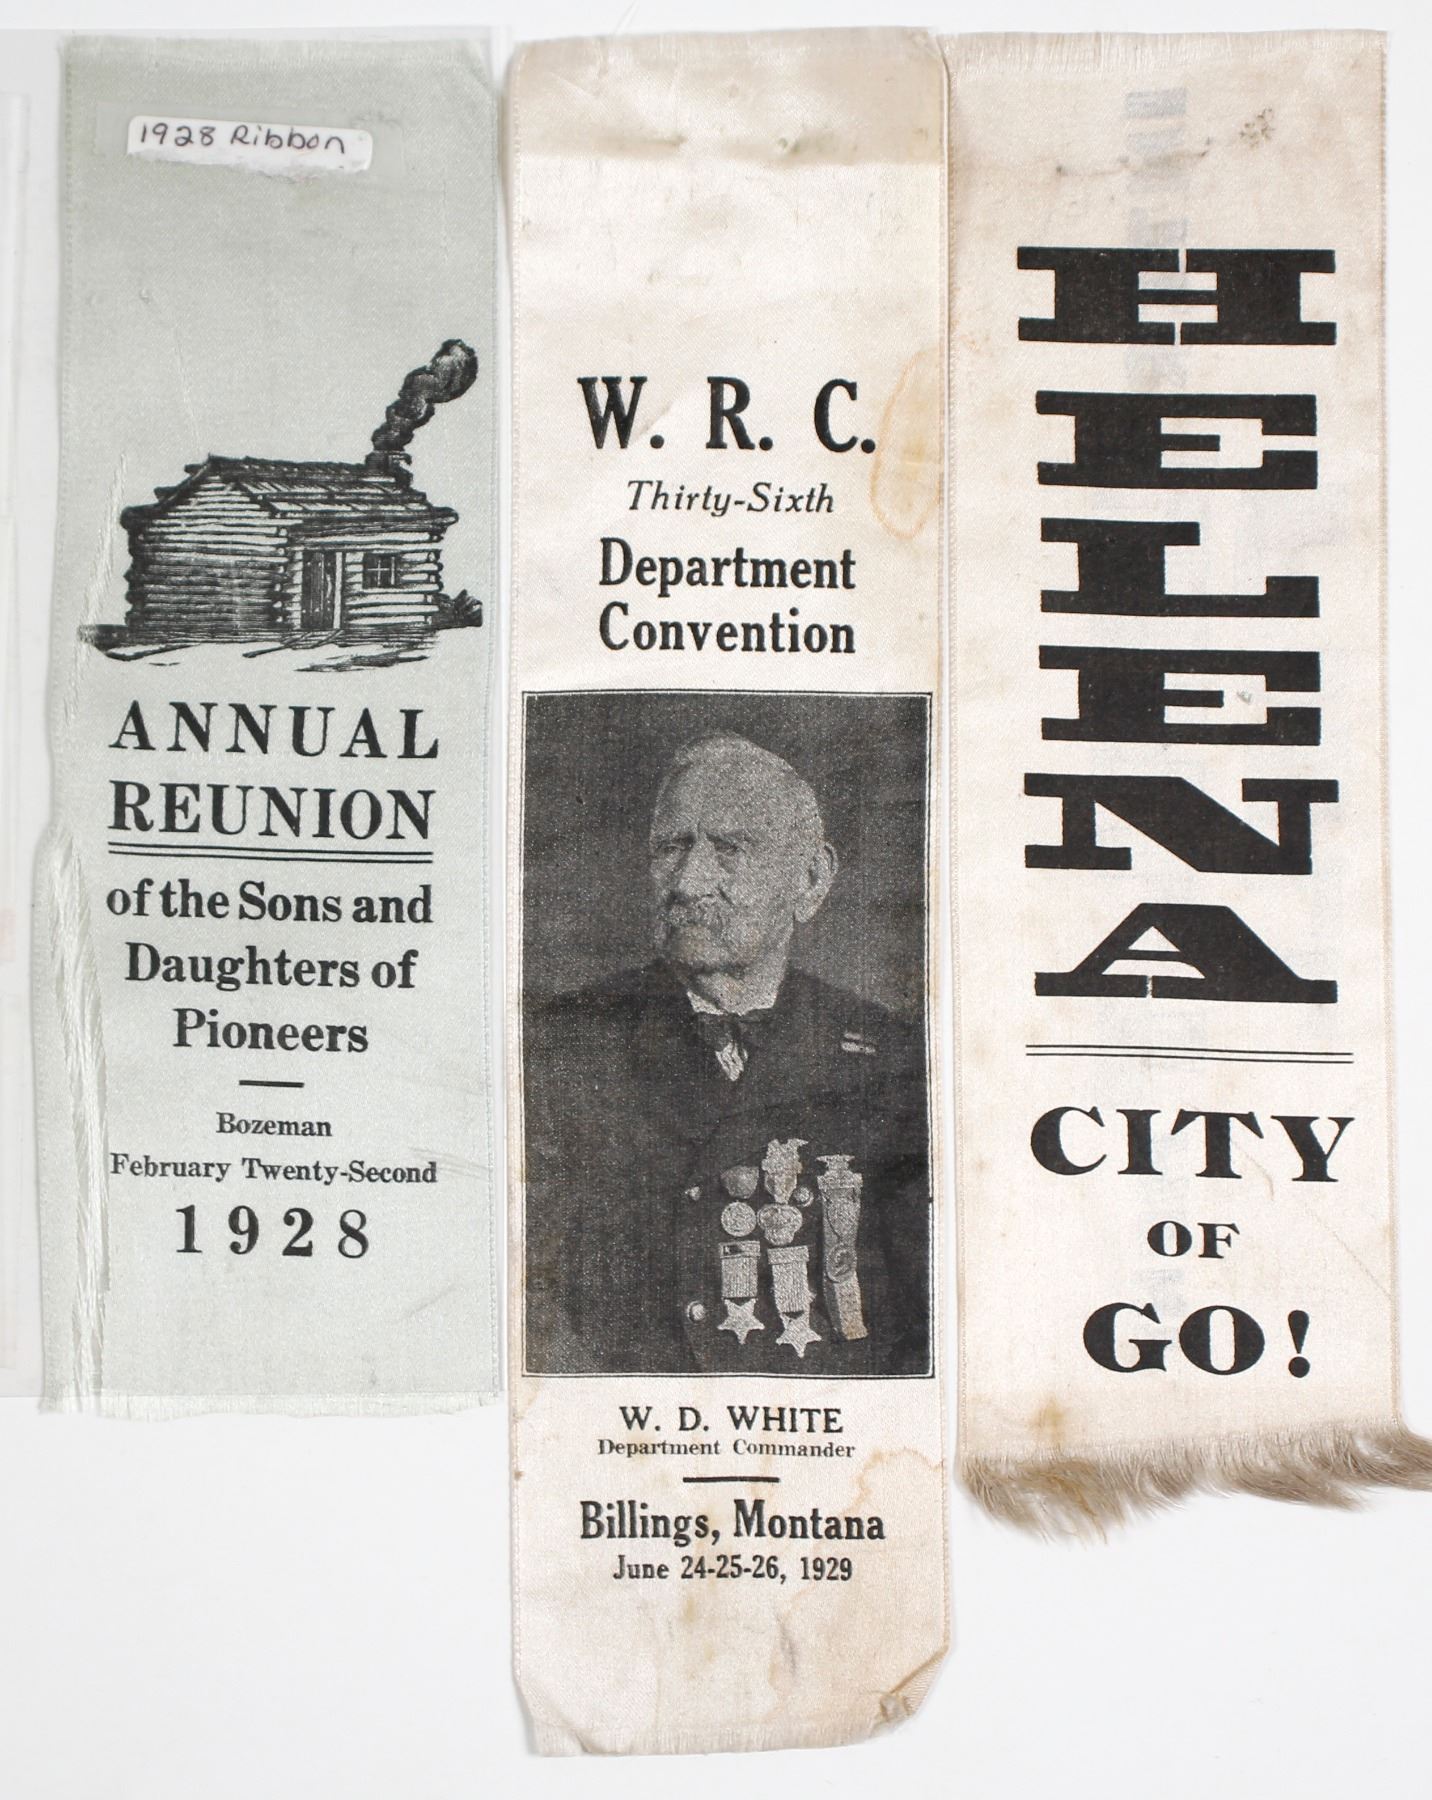 1928 Ribbon
ANNUAL
REUNION
of the Sons and
Daughters of
Pioneers
Bozeman
February Twenty-Second
1928
W. R. C.
Thirty-Sixth
Department
Convention
W. D. WHITE
Department Commander
Billings, Montana
June 24-25-26, 1929
HELENA
CITY
OF
GO!